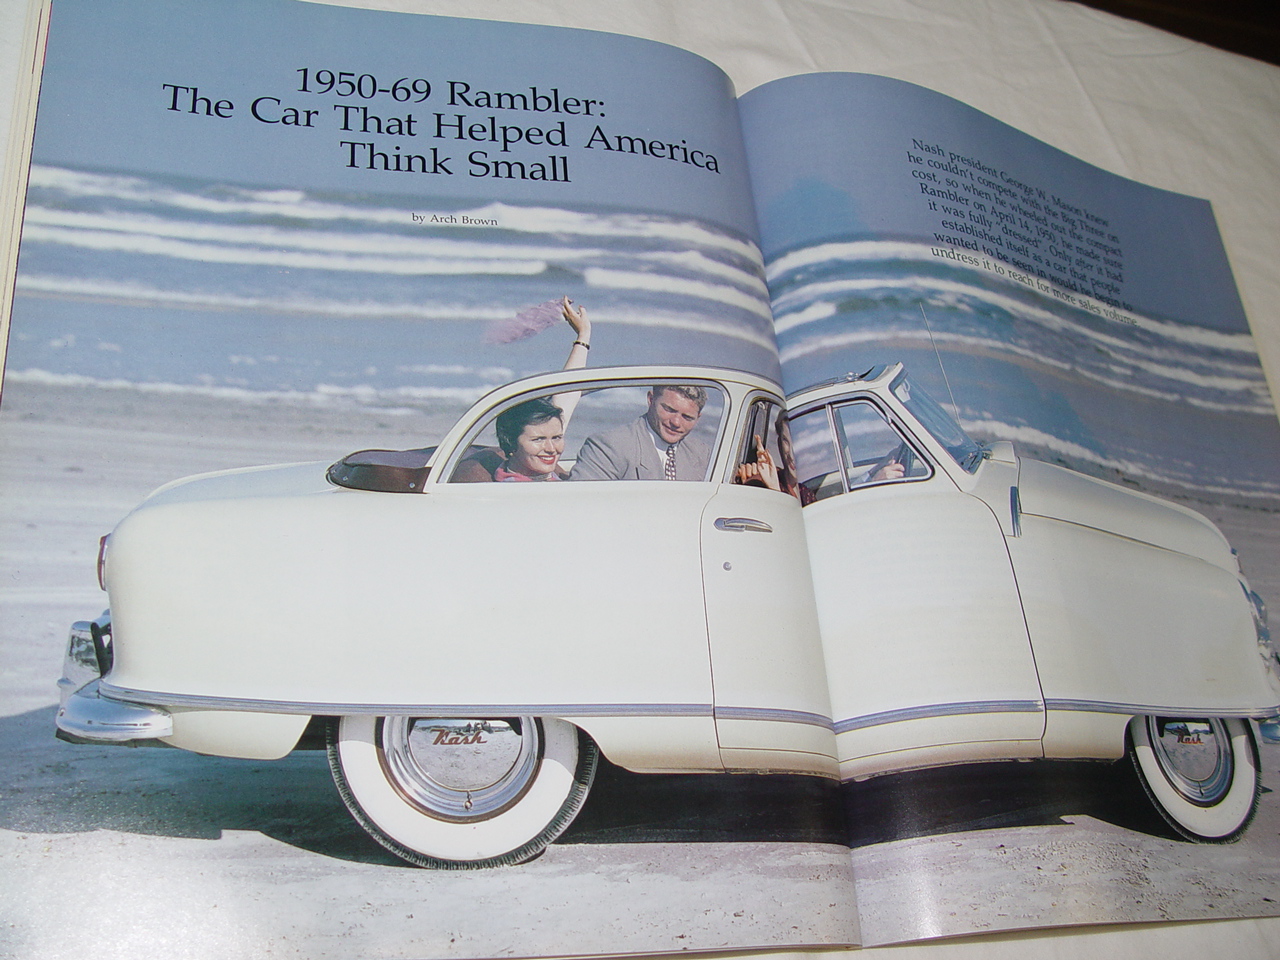 1950-69 Rambler:
The Car That Helped America
Think Small
by Arch Brown
Nash president George W. Mason knew
he couldn't compete with the Big Three on
cost, so when he wheeled out the compact
Rambler on April 14, 1950, he made sure
it was fully "dressed". Only after it had
established itself as a car that people
wanted to be seen in would he begin to
undress it to reach for more sales volume.
Nash
Nash